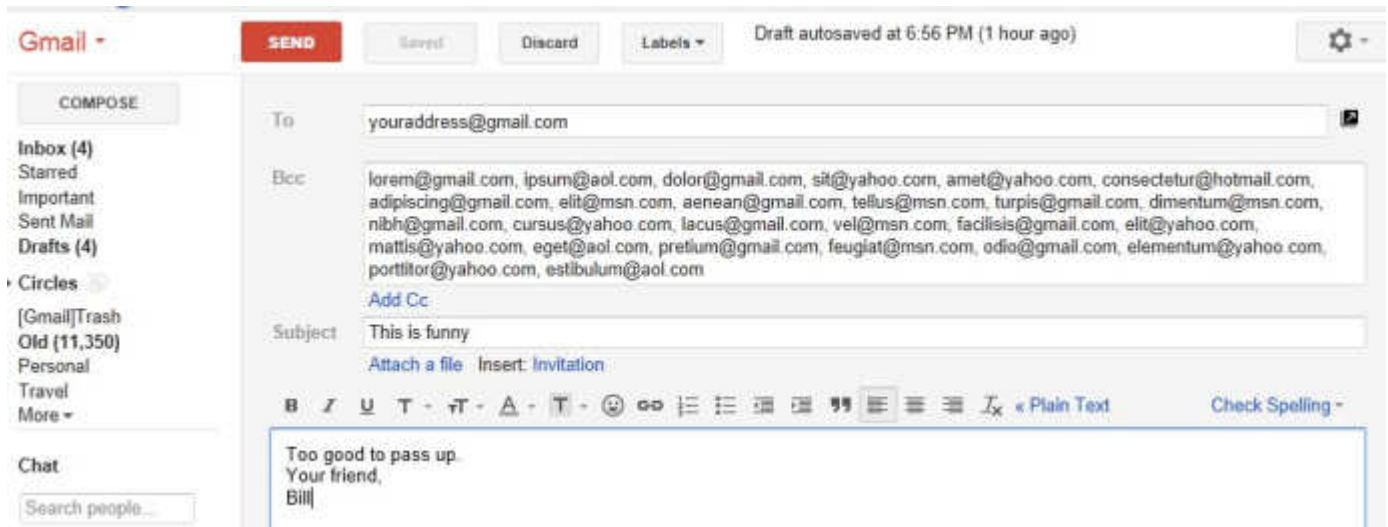 Gmail
SEND Saved Discard Labels Draft autosaved at 6:56 PM (1 hour ago)
COMPOSE
Inbox (4)
Starred
Important
Sent Mail
Drafts (4)
Circles
[Gmail]Trash
Old (11,350)
Personal
Travel
More
Chat
Search people...
To youraddress@gmail.com
Bcc lorem@gmail.com, ipsum@aol.com, dolor@gmail.com, sit@yahoo.com, amet@yahoo.com, consectetur@hotmail.com,
adipiscing@gmail.com, elit@msn.com, aenean@gmail.com, tellus@msn.com, turpis@gmail.com, dimentum@msn.com,
nibh@gmail.com, cursus@yahoo.com, lacus@gmail.com, vel@msn.com, facilisis@gmail.com, elit@yahoo.com,
mattis@yahoo.com, eget@aol.com, pretium@gmail.com, feugiat@msn.com, odio@gmail.com, elementum@yahoo.com,
porttitor@yahoo.com, estibulum@aol.com
Add Cc
Subject This is funny
Attach a file Insert: Invitation
B I U T T A T « Plain Text Check Spelling
Too good to pass up.
Your friend,
Bill